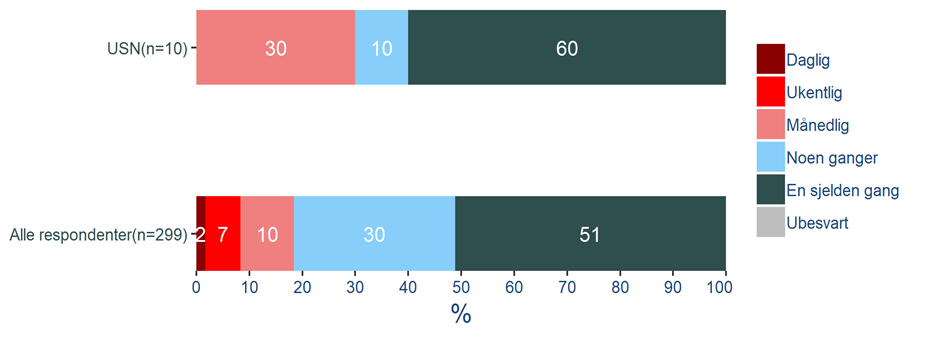 USN(n=10)
30 10 60
Alle respondenter(n=299)
2 7 10 30 51
0 10 20 30 40 50 60 70 80 90 100
%
Daglig
Ukentlig
Månedlig
Noen ganger
En sjelden gang
Ubesvart